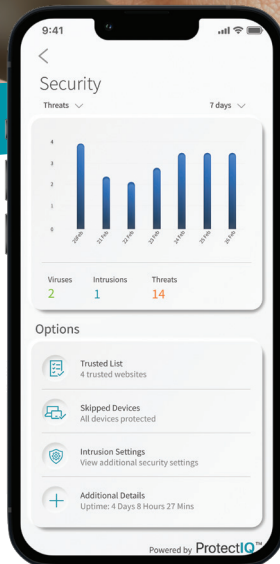 9:41
Security
Threats
7 days
4
3
2
1
0
20Feb
21 Feb
22 Feb
23 Feb
24 Feb
25 Feb
26 Feb
Viruses Intrusions Threats
2 1 14
Options
Trusted List
4 trusted websites
Skipped Devices
All devices protected
Intrusion Settings
View additional security settings
Additional Details
Uptime: 4 Days 8 Hours 27 Mins
Powered by ProtectIQ™